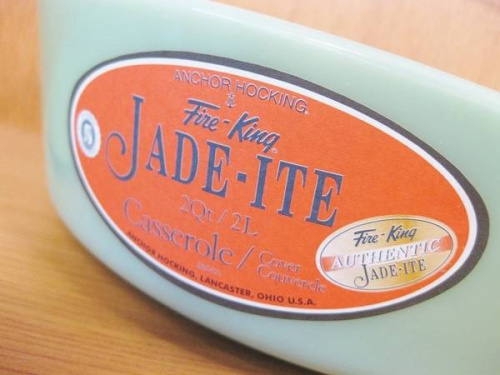 ANCHOR HOCKING
Fire-King
JADE-ITE
2Qt / 2L
Casserole / Cover
Couvercle
ANCHOR HOCKING, LANCASTER, OHIO U.S.A.
Fire-King
AUTHENTIC
JADE-ITE